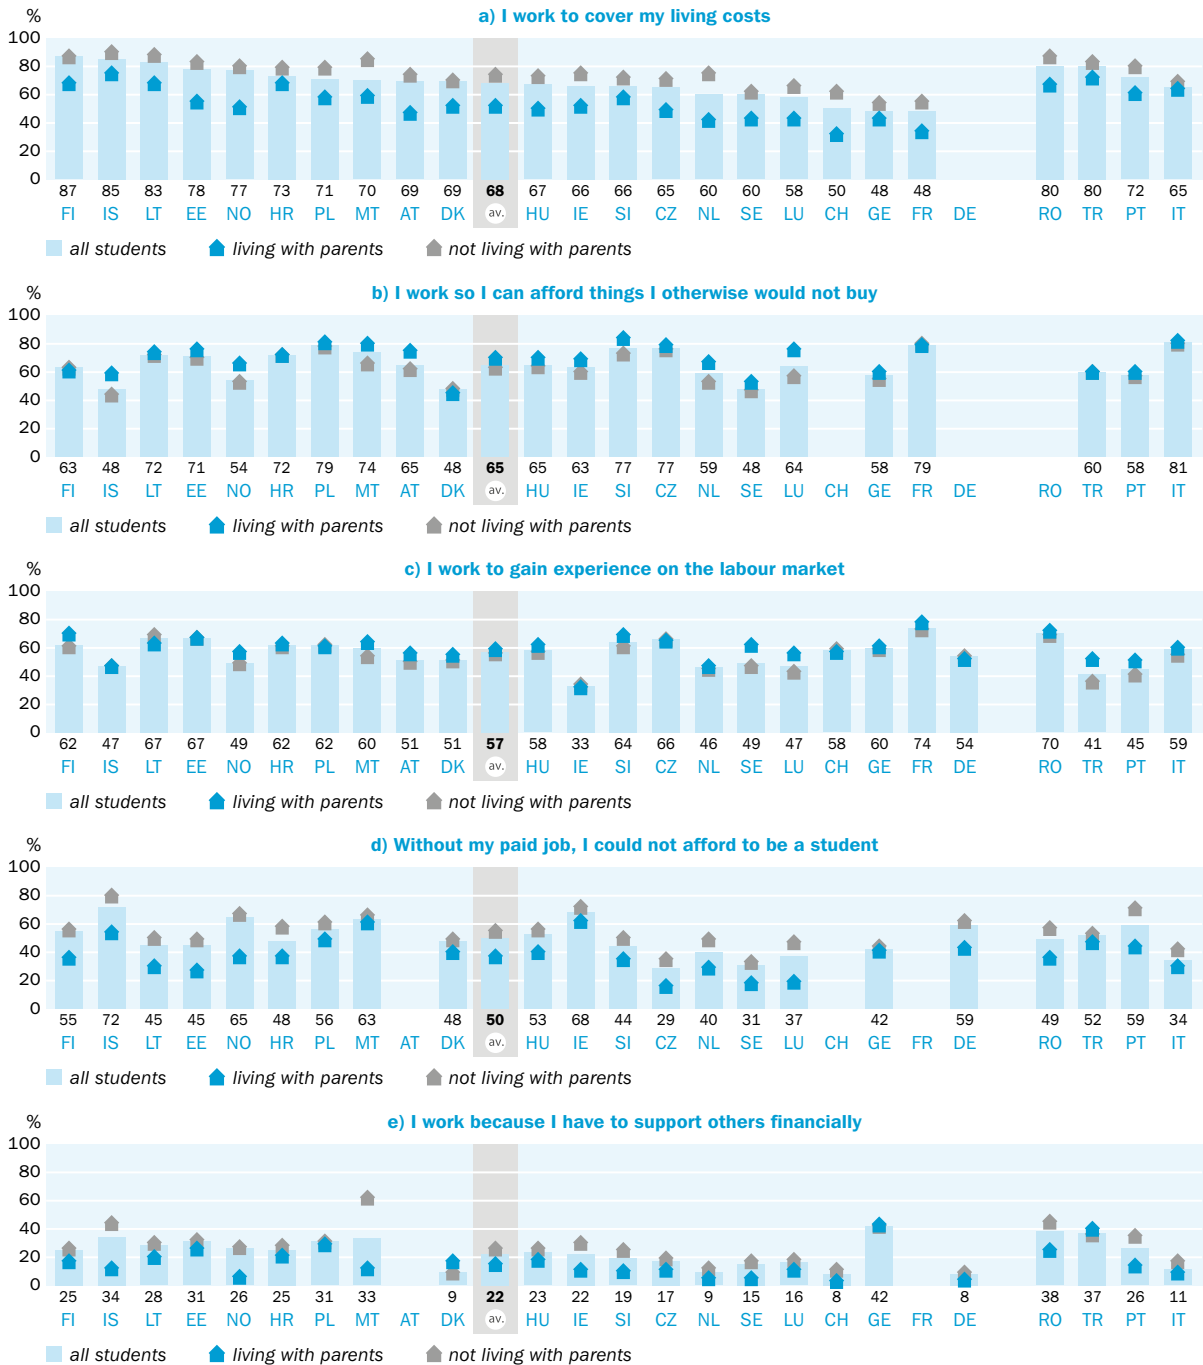 a) I work to cover my living costs
%
100
80
60
40
20
0
87 85 83 78 77 73 71 70 69 69 68 67 66 66 65 60 60 58 50 48 48 80 80 72 65
FI IS LT EE NO HR PL MT AT DK av. HU IE SI CZ NL SE LU CH GE FR DE RO TR PT IT
all students living with parents not living with parents
b) I work so I can afford things I otherwise would not buy
%
100
80
60
40
20
0
63 48 72 71 54 72 79 74 65 48 65 65 63 77 77 59 48 64 58 79 60 58 81
FI IS LT EE NO HR PL MT AT DK av. HU IE SI CZ NL SE LU CH GE FR DE RO TR PT IT
all students living with parents not living with parents
c) I work to gain experience on the labour market
%
100
80
60
40
20
0
62 47 67 67 49 62 62 60 51 51 57 58 33 64 66 46 49 47 58 60 74 54 70 41 45 59
FI IS LT EE NO HR PL MT AT DK av. HU IE SI CZ NL SE LU CH GE FR DE RO TR PT IT
all students living with parents not living with parents
d) Without my paid job, I could not afford to be a student
%
100
80
60
40
20
0
55 72 45 45 65 48 56 63 48 50 53 68 44 29 40 31 37 42 59 49 52 59 34
FI IS LT EE NO HR PL MT AT DK av. HU IE SI CZ NL SE LU CH GE FR DE RO TR PT IT
all students living with parents not living with parents
e) I work because I have to support others financially
%
100
80
60
40
20
0
25 34 28 31 26 25 31 33 9 22 23 22 19 17 9 15 16 8 42 8 38 37 26 11
FI IS LT EE NO HR PL MT AT DK av. HU IE SI CZ NL SE LU CH GE FR DE RO TR PT IT
all students living with parents not living with parents